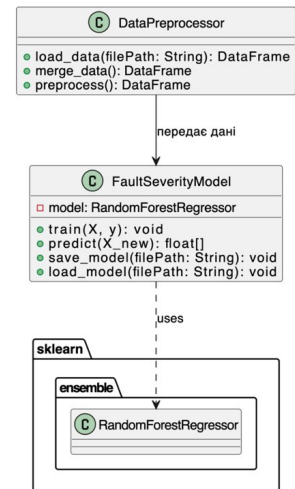 C DataPreprocessor
load_data(filePath: String): DataFrame
merge_data(): DataFrame
preprocess(): DataFrame
передає дані
C FaultSeverityModel
model: RandomForestRegressor
train(X, y): void
predict(X_new): float[]
save_model(filePath: String): void
load_model(filePath: String): void
uses
sklearn
ensemble
C RandomForestRegressor